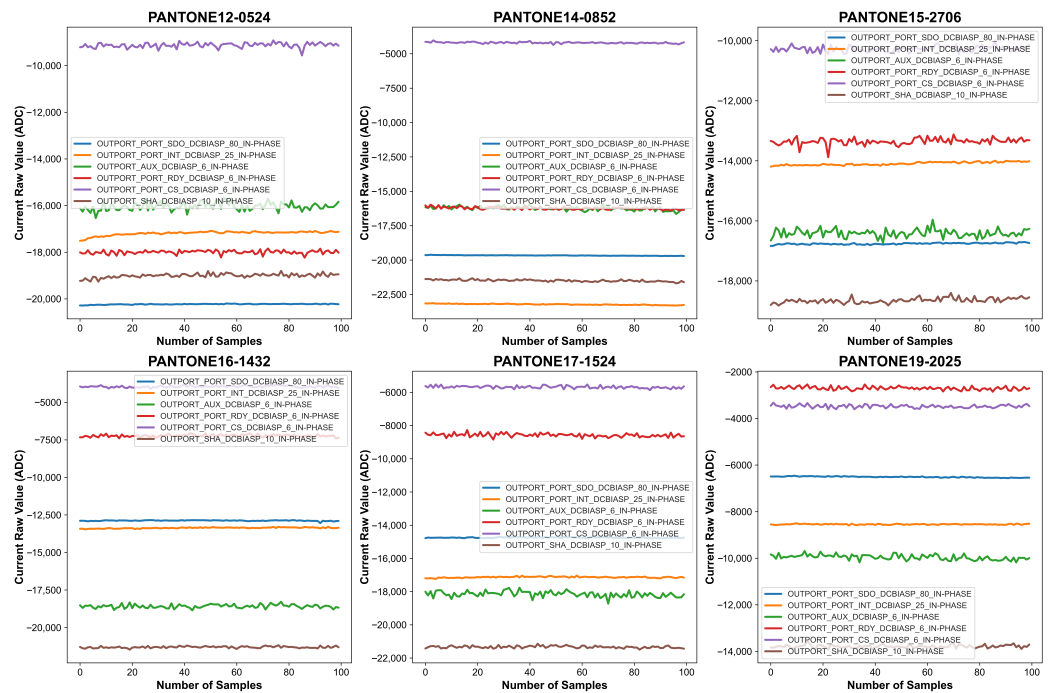 PANTONE12-0524
Current Raw Value (ADC)
−10,000
−12,000
−14,000
−16,000
−18,000
−20,000
OUTPORT_PORT_SDO_DCBIASP_80_IN-PHASE
OUTPORT_PORT_INT_DCBIASP_25_IN-PHASE
OUTPORT_AUX_DCBIASP_6_IN-PHASE
OUTPORT_PORT_RDY_DCBIASP_6_IN-PHASE
OUTPORT_PORT_CS_DCBIASP_6_IN-PHASE
OUTPORT_SHA_DCBIASP_10_IN-PHASE
0 20 40 60 80 100
Number of Samples
PANTONE14-0852
Current Raw Value (ADC)
−5000
−7,500
−10,000
−12,500
−15,000
−17,500
−20,000
−22,500
OUTPORT_PORT_SDO_DCBIASP_80_IN-PHASE
OUTPORT_PORT_INT_DCBIASP_25_IN-PHASE
OUTPORT_AUX_DCBIASP_6_IN-PHASE
OUTPORT_PORT_RDY_DCBIASP_6_IN-PHASE
OUTPORT_PORT_CS_DCBIASP_6_IN-PHASE
OUTPORT_SHA_DCBIASP_10_IN-PHASE
0 20 40 60 80 100
Number of Samples
PANTONE15-2706
Current Raw Value (ADC)
−10,000
−12,000
−14,000
−16,000
−18,000
OUTPORT_PORT_SDO_DCBIASP_80_IN-PHASE
OUTPORT_PORT_INT_DCBIASP_25_IN-PHASE
OUTPORT_AUX_DCBIASP_6_IN-PHASE
OUTPORT_PORT_RDY_DCBIASP_6_IN-PHASE
OUTPORT_PORT_CS_DCBIASP_6_IN-PHASE
OUTPORT_SHA_DCBIASP_10_IN-PHASE
0 20 40 60 80 100
Number of Samples
PANTONE16-1432
Current Raw Value (ADC)
−5000
−7500
−10,000
−12,500
−15,000
−17,500
−20,000
OUTPORT_PORT_SDO_DCBIASP_80_IN-PHASE
OUTPORT_PORT_INT_DCBIASP_25_IN-PHASE
OUTPORT_AUX_DCBIASP_6_IN-PHASE
OUTPORT_PORT_RDY_DCBIASP_6_IN-PHASE
OUTPORT_PORT_CS_DCBIASP_6_IN-PHASE
OUTPORT_SHA_DCBIASP_10_IN-PHASE
0 20 40 60 80 100
Number of Samples
PANTONE17-1524
Current Raw Value (ADC)
−6000
−8000
−10,000
−12,000
−14,000
−16,000
−18,000
−20,000
−22,000
OUTPORT_PORT_SDO_DCBIASP_80_IN-PHASE
OUTPORT_PORT_INT_DCBIASP_25_IN-PHASE
OUTPORT_AUX_DCBIASP_6_IN-PHASE
OUTPORT_PORT_RDY_DCBIASP_6_IN-PHASE
OUTPORT_PORT_CS_DCBIASP_6_IN-PHASE
OUTPORT_SHA_DCBIASP_10_IN-PHASE
0 20 40 60 80 100
Number of Samples
PANTONE19-2025
Current Raw Value (ADC)
−2000
−4000
−6000
−8000
−10,000
−12,000
−14,000
OUTPORT_PORT_SDO_DCBIASP_80_IN-PHASE
OUTPORT_PORT_INT_DCBIASP_25_IN-PHASE
OUTPORT_AUX_DCBIASP_6_IN-PHASE
OUTPORT_PORT_RDY_DCBIASP_6_IN-PHASE
OUTPORT_PORT_CS_DCBIASP_6_IN-PHASE
OUTPORT_SHA_DCBIASP_10_IN-PHASE
0 20 40 60 80 100
Number of Samples